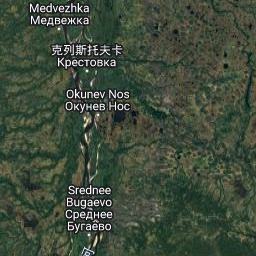 Medvezhka
Медвежка
克列斯托夫卡
Крестовка
Okunev Nos
Окунев Нос
Srednee
Bugaevo
Среднее
Бугаево